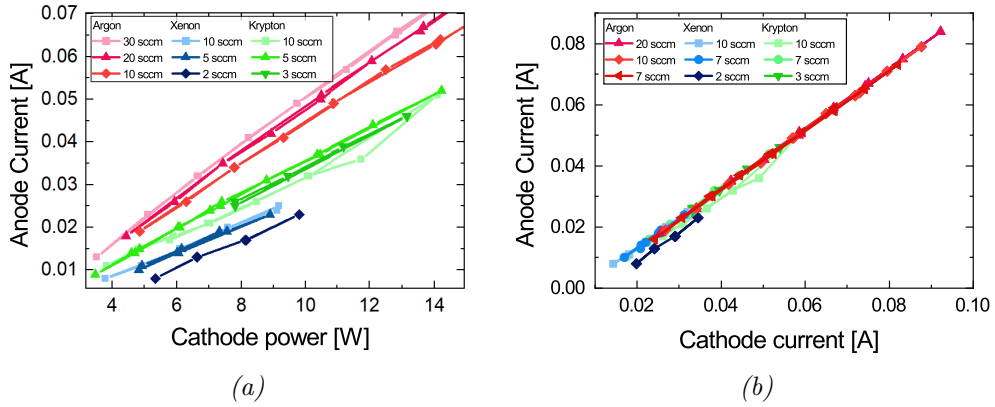 Argon Xenon Krypton
30 sccm 10 sccm 10 sccm
20 sccm 5 sccm 5 sccm
10 sccm 2 sccm 3 sccm
0.07
0.06
0.05
0.04
0.03
0.02
0.01
Anode Current [A]
4 6 8 10 12 14
Cathode power [W]
(a)
Argon Xenon Krypton
20 sccm 10 sccm 10 sccm
10 sccm 7 sccm 7 sccm
7 sccm 2 sccm 3 sccm
0.08
0.06
0.04
0.02
0.00
Anode Current [A]
0.02 0.04 0.06 0.08 0.10
Cathode current [A]
(b)